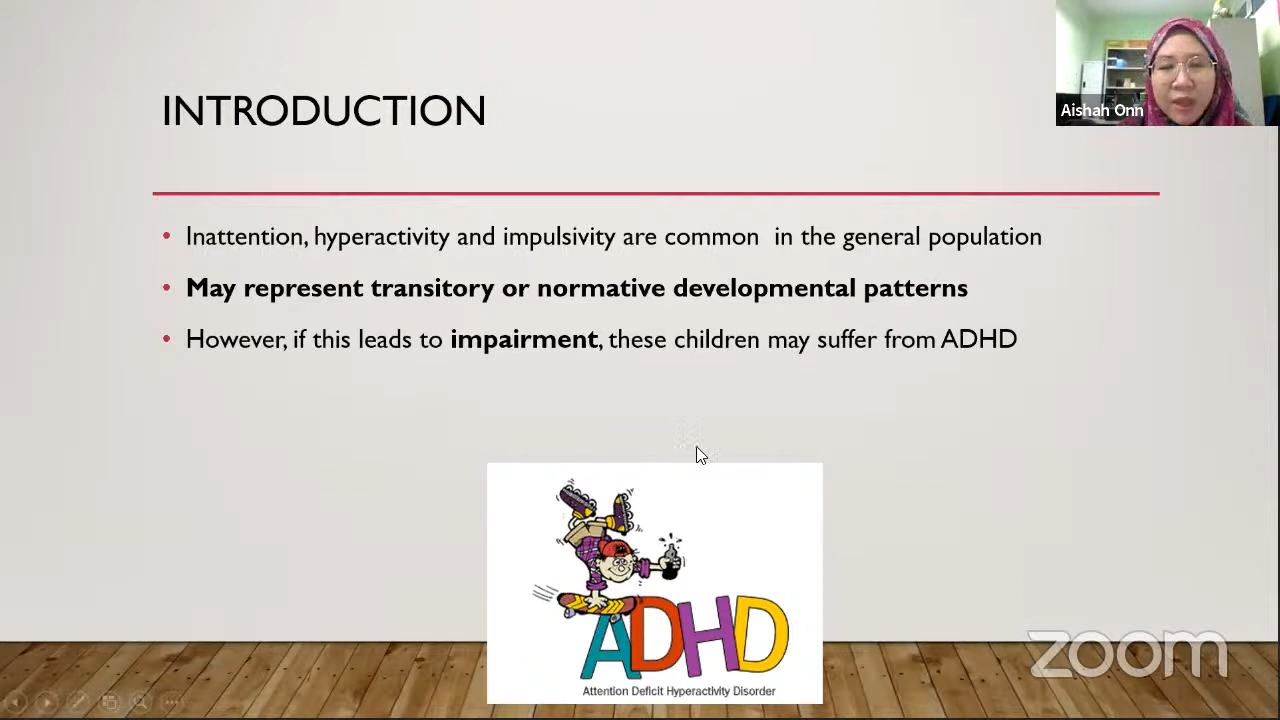 INTRODUCTION
Aishah Onn
• Inattention, hyperactivity and impulsivity are common  in the general population
• May represent transitory or normative developmental patterns
• However, if this leads to impairment, these children may suffer from ADHD
ADHD
Attention Deficit Hyperactivity Disorder
zoom